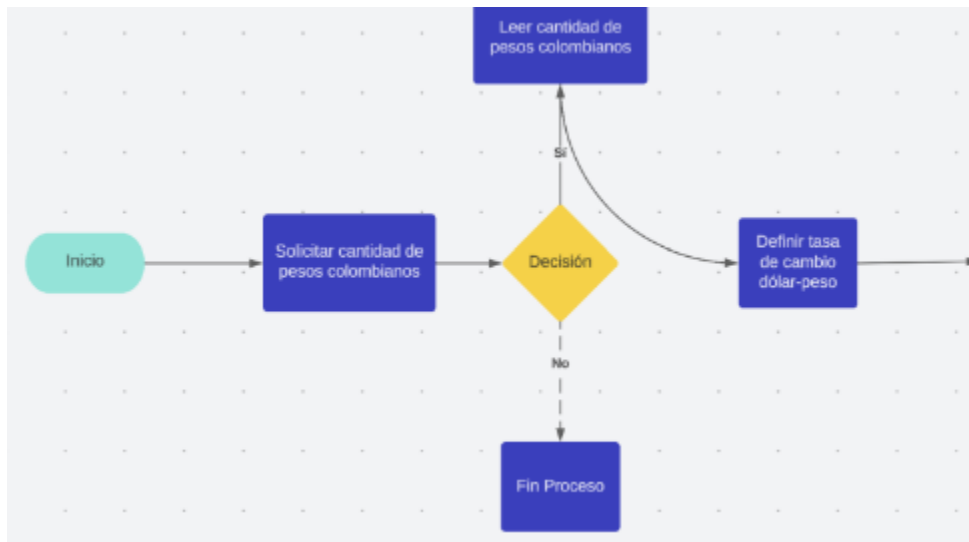 Leer cantidad de
pesos colombianos
Sí
Inicio
Solicitar cantidad de
pesos colombianos
Decisión
Definir tasa
de cambio
dólar-peso
No
Fin Proceso